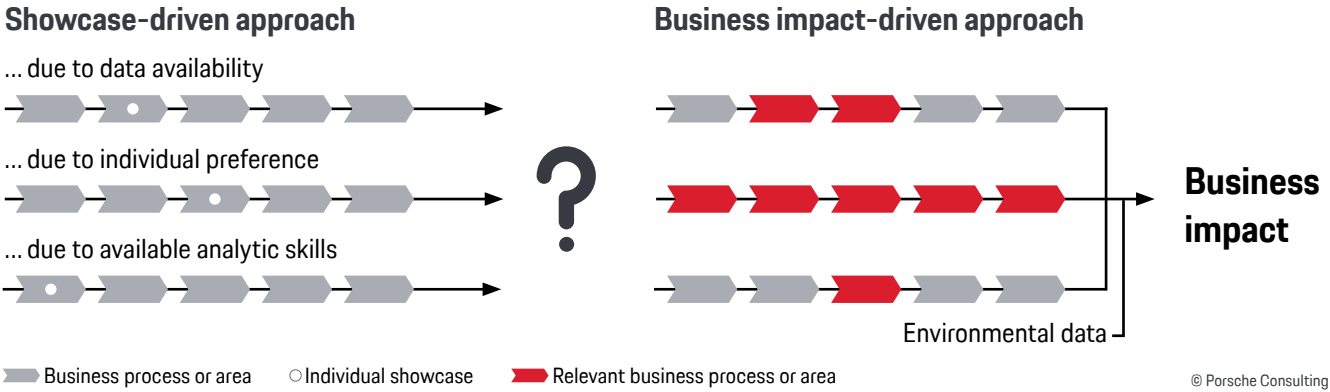 Showcase-driven approach
... due to data availability
... due to individual preference
... due to available analytic skills
?
Business impact-driven approach
Business
impact
Environmental data
Business process or area
Individual showcase
Relevant business process or area
© Porsche Consulting